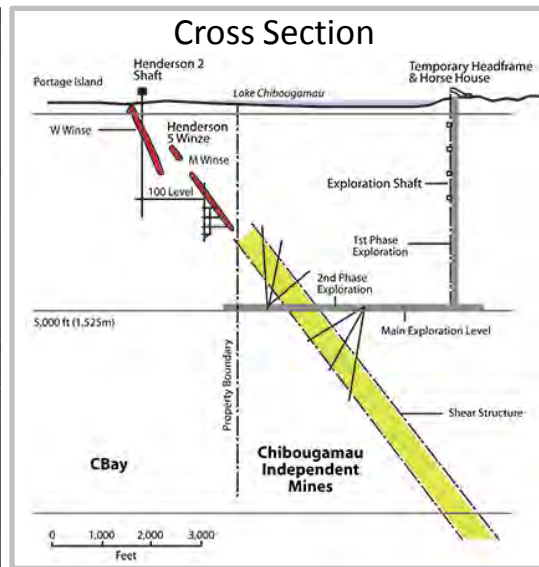 Cross Section
Henderson 2
Shaft
Temporary Headframe
& Horse House
Portage Island
Lake Chibougamau
W Winse
Henderson
5 Winze
M Winse
100 Level
Exploration Shaft
1st Phase
Exploration
2nd Phase
Exploration
5,000 ft (1,525m)
Main Exploration Level
Property Boundary
Shear Structure
CBay
Chibougamau
Independent
Mines
0 1,000 2,000 3,000
Feet